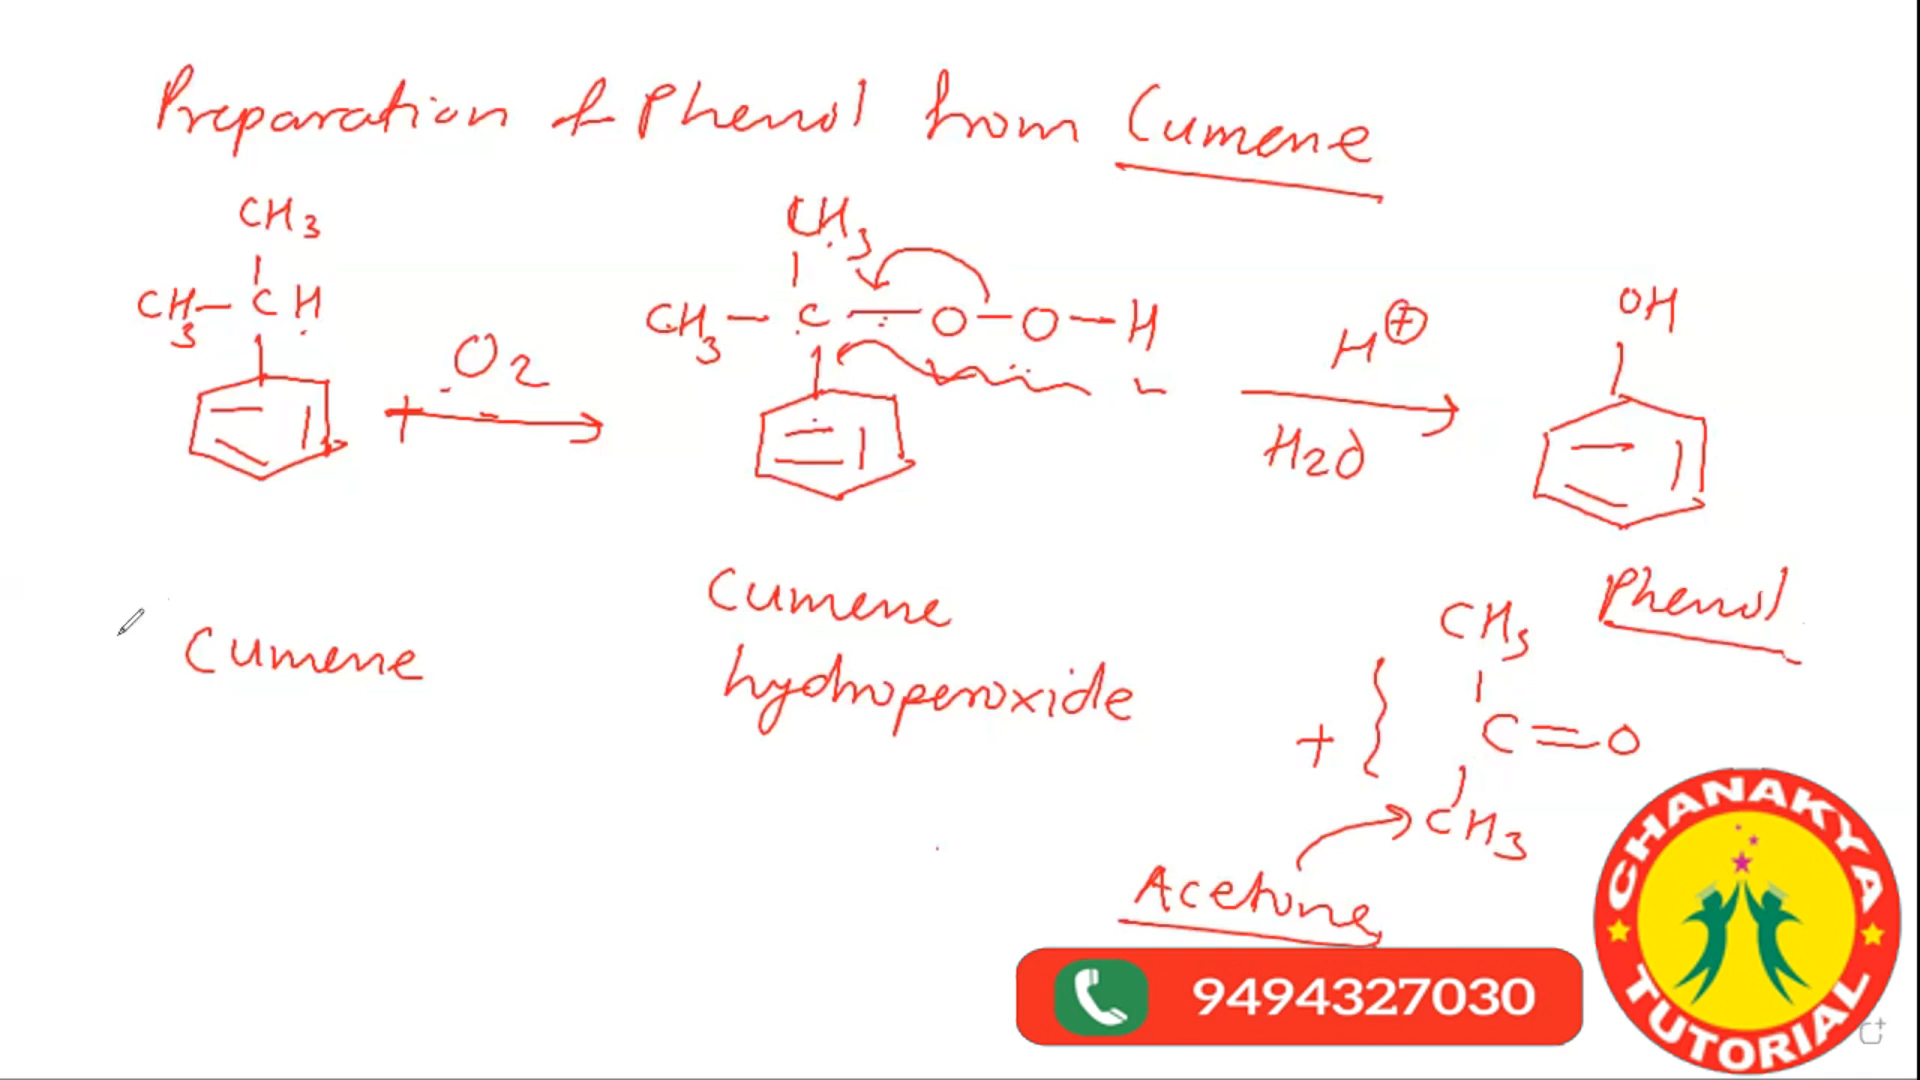 Preparation of Phenol from Cumene
CH3
CH3 - CH
+ O2
CH3
CH3 - C - O - O - H
H⊕
H2O
OH
Cumene
Cumene
hydroperoxide
Phenol
+ {
CH3
C = O
CH3
Acetone
9494327030
CHANAKYA
TUTORIAL